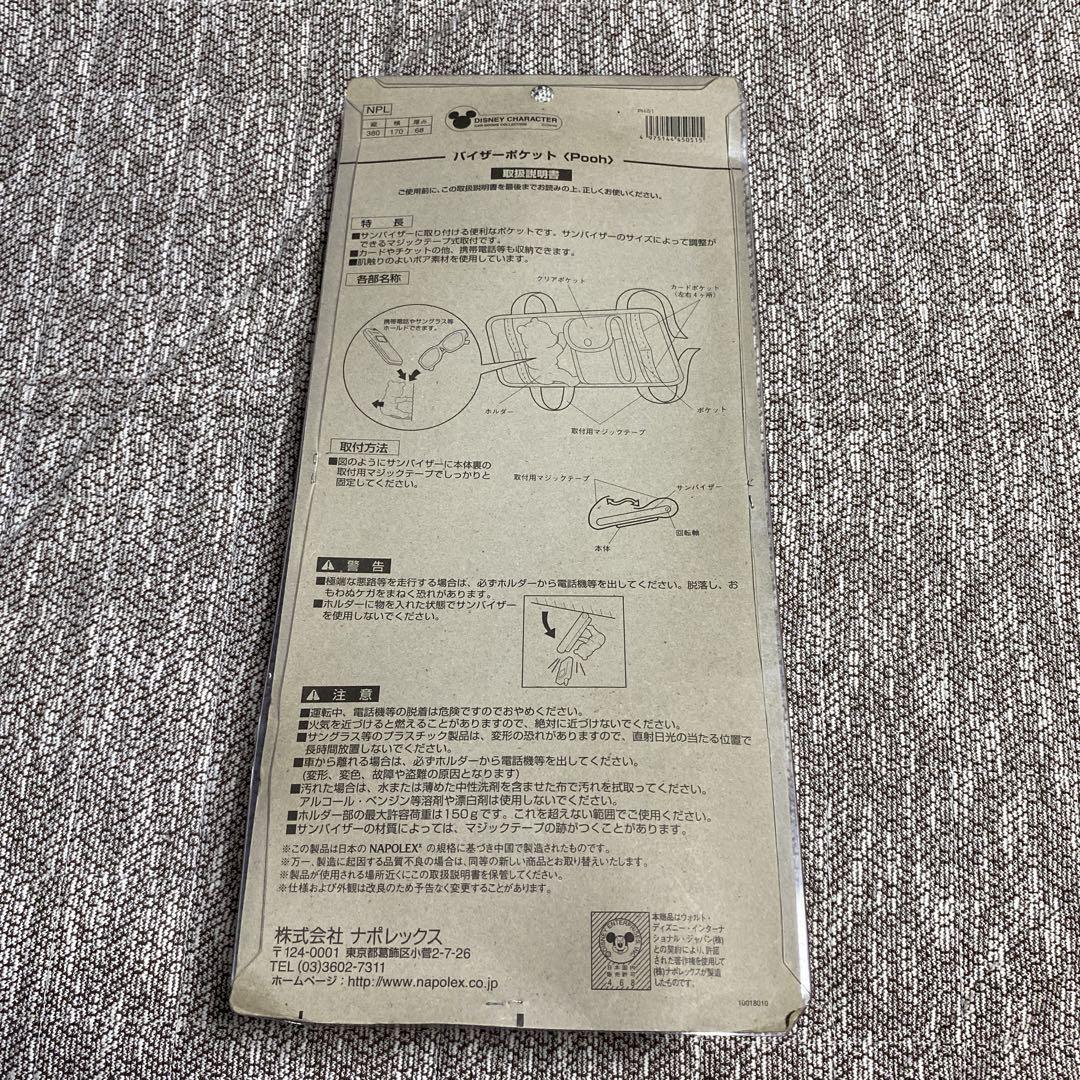 NPL
縦 横 厚み
380 170 68
DISNEY CHARACTER
CAR GOODS COLLECTION
©Disney
4 975144 450515
バイザーポケット〈Pooh〉
取扱説明書
ご使用前に、この取扱説明書を最後までお読みの上、正しくお使いください。
特 長
■サンバイザーに取り付ける便利なポケットです。サンバイザーのサイズによって調整が
できるマジックテープ式取付です。
■カードやチケットの他、携帯電話等も収納できます。
■肌触りのよいボア素材を使用しています。
各部名称
クリアポケット
カードポケット
(左右4ヶ所)
携帯電話やサングラス等
ホールドできます。
ホルダー
ポケット
取付用マジックテープ
取付方法
■図のようにサンバイザーに本体裏の
取付用マジックテープでしっかりと
固定してください。
取付用マジックテープ
サンバイザー
回転軸
本体
警 告
■極端な悪路等を走行する場合は、必ずホルダーから電話機等を出してください。脱落し、お
もわぬケガをまねく恐れがあります。
■ホルダーに物を入れた状態でサンバイザー
を使用しないでください。
注 意
■運転中、電話機等の脱着は危険ですのでおやめください。
■火気を近づけると燃えることがありますので、絶対に近づけないでください。
■サングラス等のプラスチック製品は、変形の恐れがありますので、直射日光の当たる位置で
長時間放置しないでください。
■車から離れる場合は、必ずホルダーから電話機等を出してください。
(変形、変色、故障や盗難の原因となります)
■汚れた場合は、水または薄めた中性洗剤を含ませた布で汚れを拭取ってください。
アルコール・ベンジン等溶剤や漂白剤は使用しないでください。
■ホルダー部の最大許容荷重は150gです。これを超えない範囲でご使用ください。
■サンバイザーの材質によっては、マジックテープの跡がつくことがあります。
※この製品は日本の NAPOLEX® の規格に基づき中国で製造されたものです。
※万一、製造に起因する品質不良の場合は、同等の新しい商品とお取り替えいたします。
※製品が使用される場所近くにこの取扱説明書を保管してください。
※仕様および外観は改良のため予告なく変更することがあります。
株式会社 ナポレックス
〒124-0001 東京都葛飾区小菅2-7-26
TEL (03)3602-7311
ホームページ:http://www.napolex.co.jp
日本国内
販売許可
4 6 8
本商品はウォルト・
ディズニー・インターナ
ショナル・ジャパン(株)
との契約により、許諾
された著作権を使用して
(株)ナポレックスが製造
したものです。
10018010